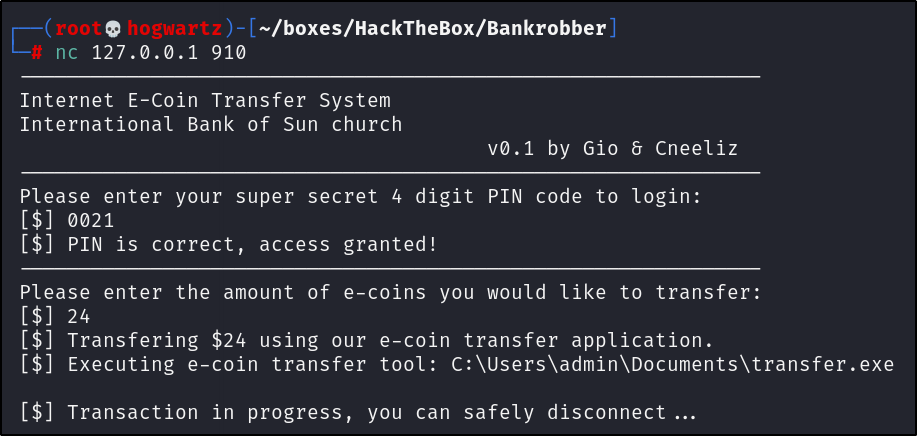 ┌──(root💀hogwartz)-[~/boxes/HackTheBox/Bankrobber]
└─# nc 127.0.0.1 910
Internet E-Coin Transfer System
International Bank of Sun church
v0.1 by Gio & Cneeliz
Please enter your super secret 4 digit PIN code to login:
[$] 0021
[$] PIN is correct, access granted!
Please enter the amount of e-coins you would like to transfer:
[$] 24
[$] Transfering $24 using our e-coin transfer application.
[$] Executing e-coin transfer tool: C:\Users\admin\Documents\transfer.exe
[$] Transaction in progress, you can safely disconnect...